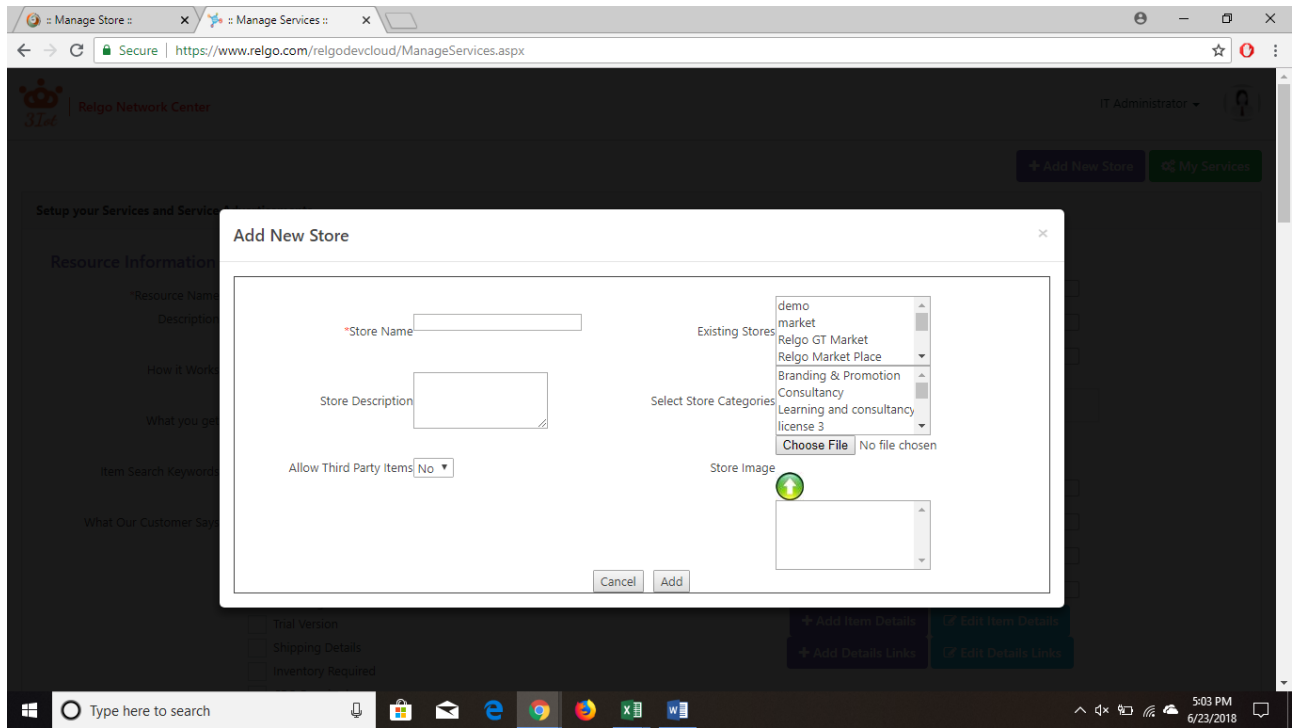 :: Manage Store ::
:: Manage Services ::
Secure | https://www.relgo.com/relgodevcloud/ManageServices.aspx
3Iot
Relgo Network Center
IT Administrator
+ Add New Store
My Services
Setup your Services and Service
Resource Information
*Resource Name
Description
How it Works
What you get
Item Search Keywords
What Our Customer Says
Add New Store
×
*Store Name
Existing Stores
demo
market
Relgo GT Market
Relgo Market Place
Store Description
Select Store Categories
Branding & Promotion
Consultancy
Learning and consultancy
license 3
Choose File No file chosen
Allow Third Party Items No
Store Image
Cancel
Add
Trial Version
Shipping Details
Inventory Required
+ Add Item Details
Edit Item Details
+ Add Details Links
Edit Details Links
Type here to search
5:03 PM
6/23/2018